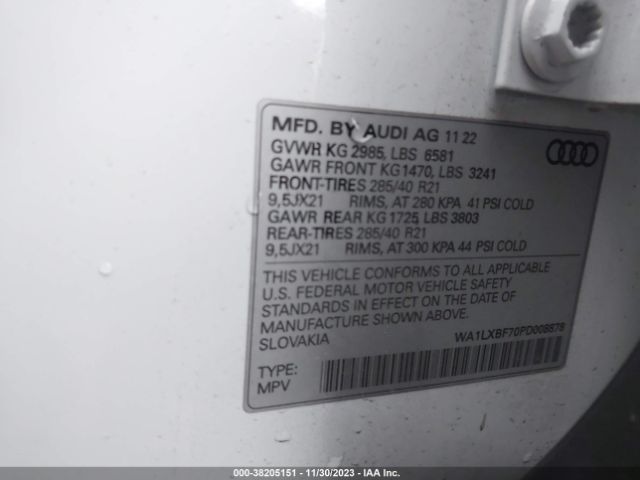 MFD. BY AUDI AG 11 22
GVWR KG 2985, LBS 6581
GAWR FRONT KG 1470, LBS 3241
FRONT-TIRES 285/40 R21
9,5JX21 RIMS, AT 280 KPA 41 PSI COLD
GAWR REAR KG 1725, LBS 3803
REAR-TIRES 285/40 R21
9,5JX21 RIMS, AT 300 KPA 44 PSI COLD
THIS VEHICLE CONFORMS TO ALL APPLICABLE
U.S. FEDERAL MOTOR VEHICLE SAFETY
STANDARDS IN EFFECT ON THE DATE OF
MANUFACTURE SHOWN ABOVE.
SLOVAKIA
WA1LXBF70PD008878
TYPE:
MPV
000-38205151 - 11/30/2023 - IAA Inc.